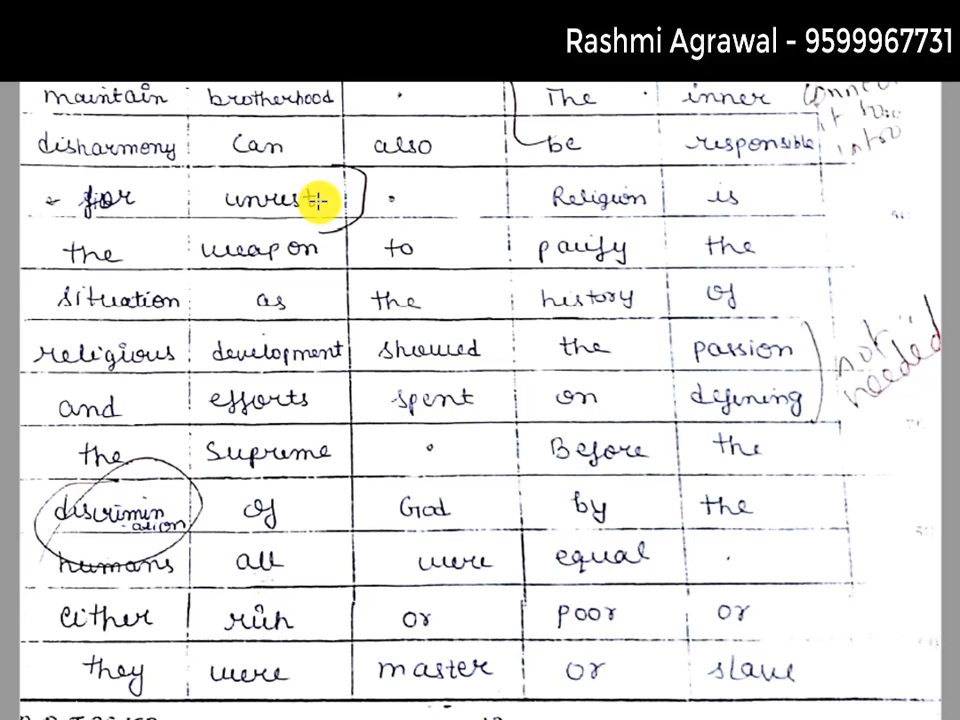 Rashmi Agrawal - 9599967731
maintain brotherhood . The . inner
disharmony can also be responsible
for unrest . Religion is
the weapon to pacify the
situation as the history of
religious development showed the passion
not needed
and efforts spent on defining
the Supreme . Before the
discrimination of God by the
humans all were equal .
either rich or poor or
they were master or slave